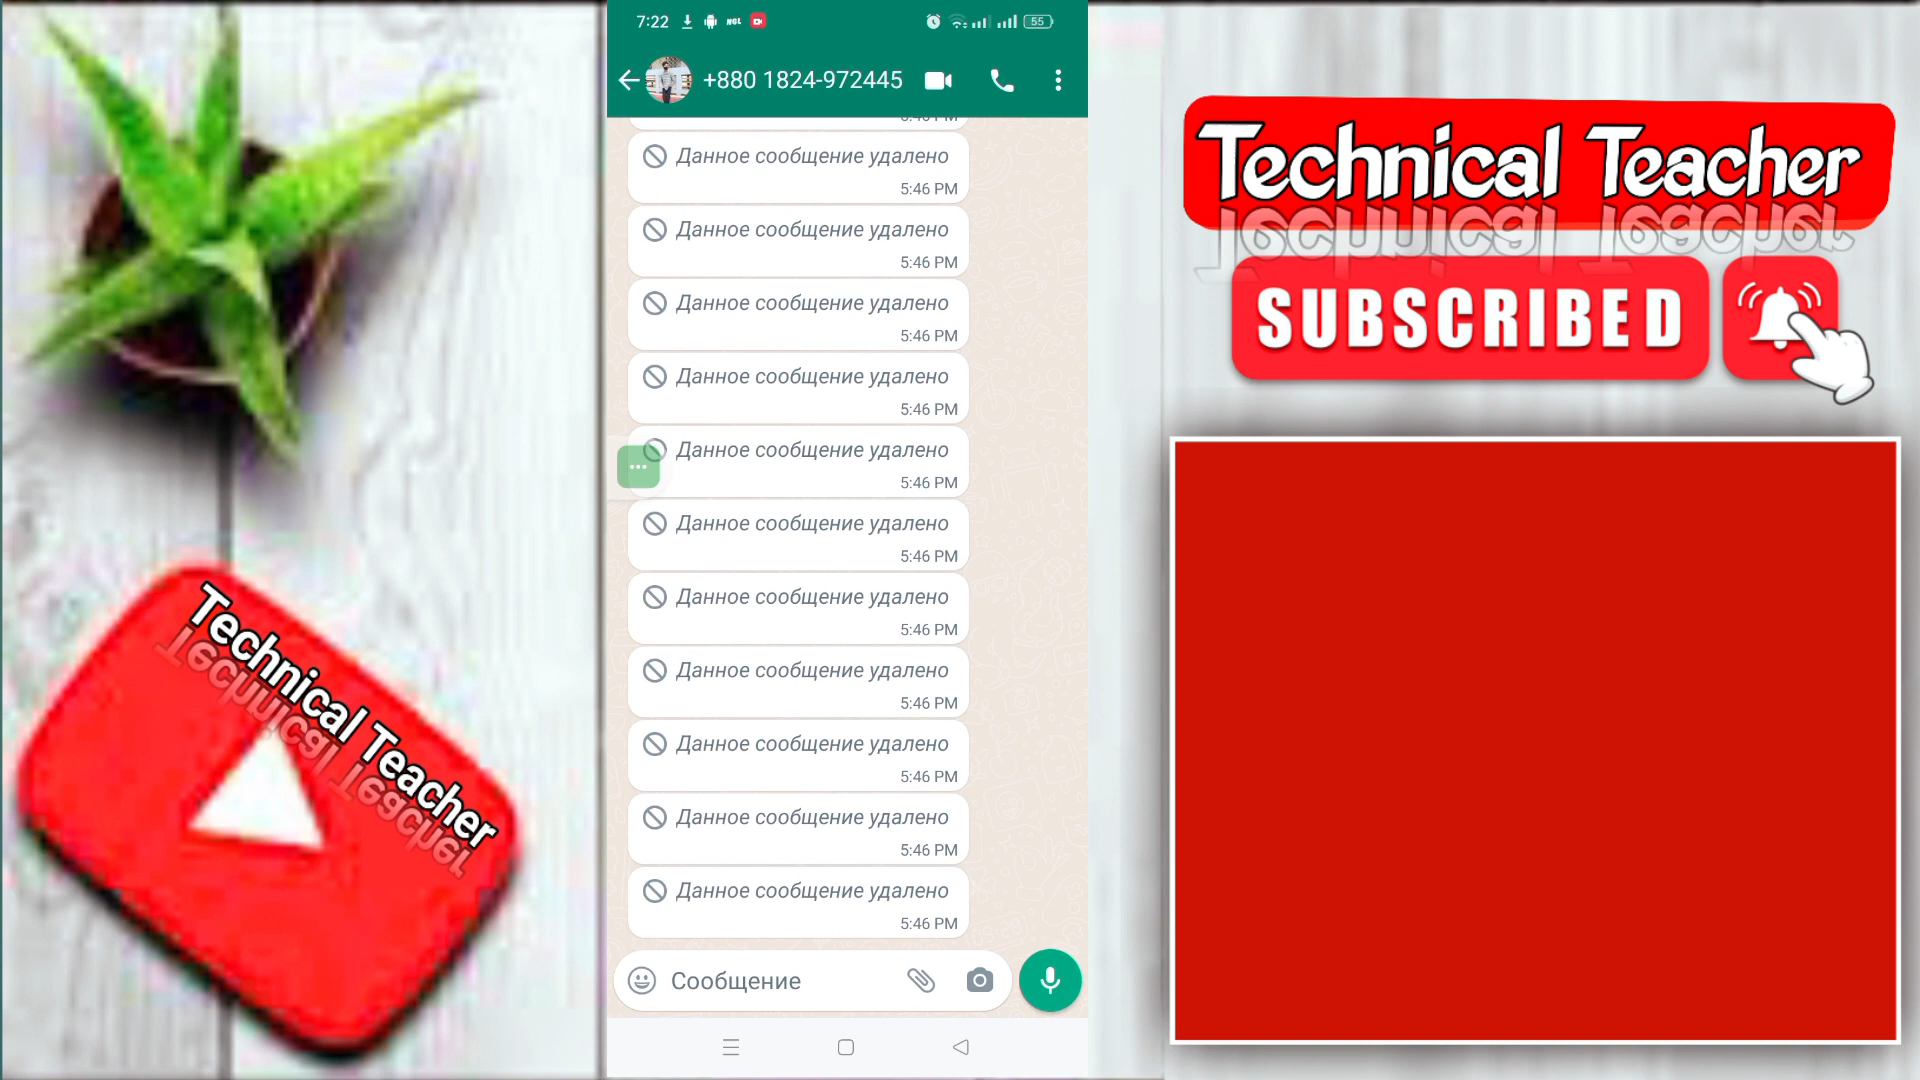 7:22
NGL
55
+880 1824-972445
Данное сообщение удалено
5:46 PM
Данное сообщение удалено
5:46 PM
Данное сообщение удалено
5:46 PM
Данное сообщение удалено
5:46 PM
Данное сообщение удалено
5:46 PM
Данное сообщение удалено
5:46 PM
Данное сообщение удалено
5:46 PM
Данное сообщение удалено
5:46 PM
Данное сообщение удалено
5:46 PM
Данное сообщение удалено
5:46 PM
Данное сообщение удалено
5:46 PM
Сообщение
Technical Teacher
Technical Teacher
SUBSCRIBED